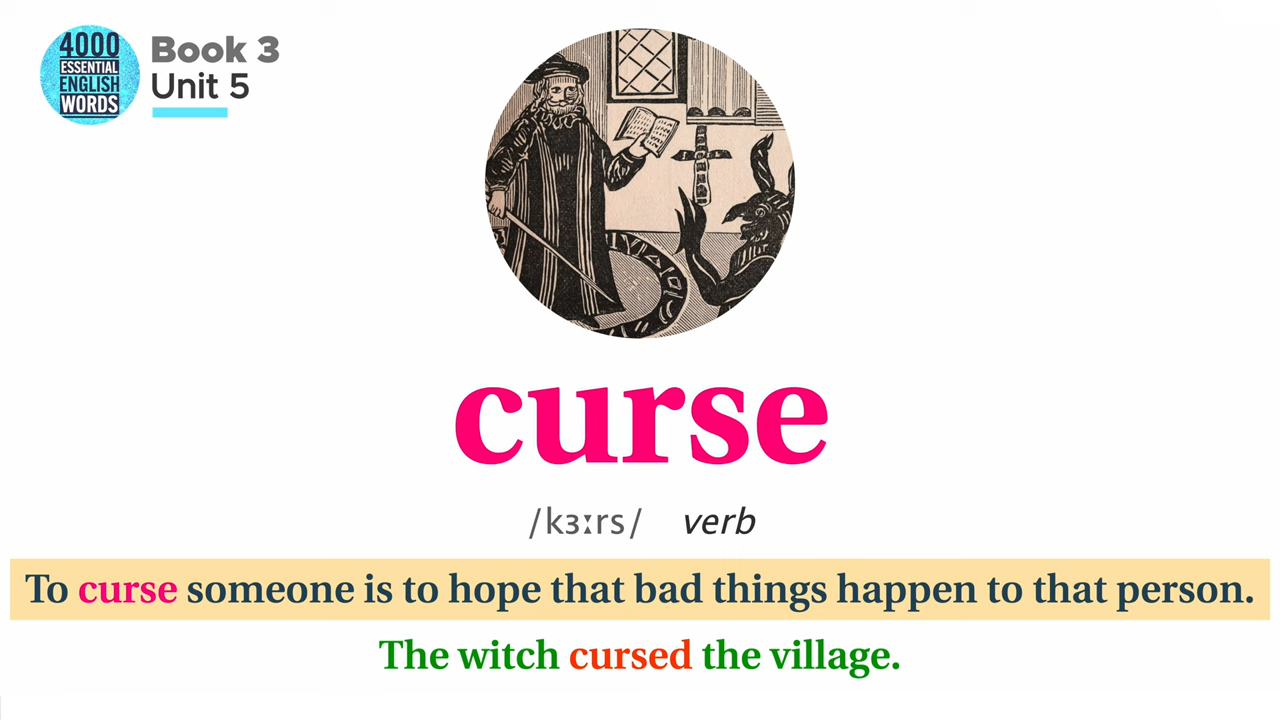 4000
ESSENTIAL
ENGLISH
WORDS
Book 3
Unit 5
curse
/kɜːrs/ verb
To curse someone is to hope that bad things happen to that person.
The witch cursed the village.